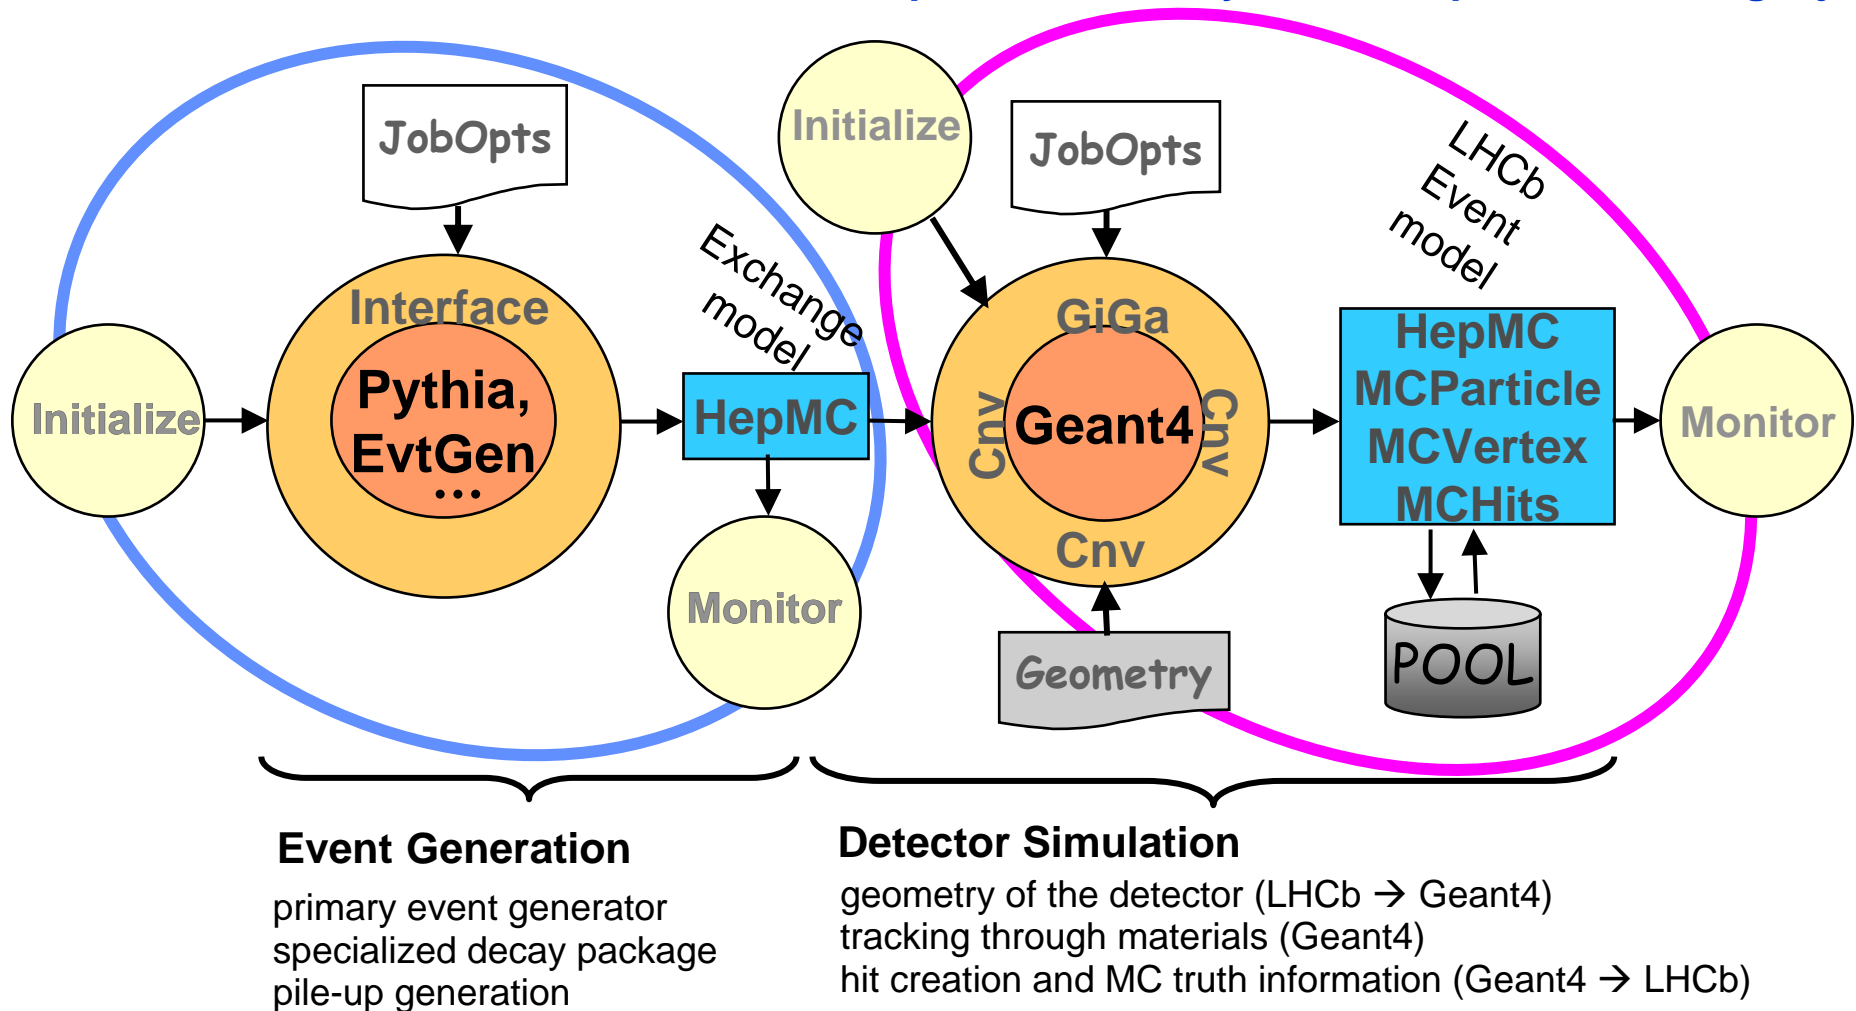 JobOpts
Initialize
JobOpts
LHCb
Event
model
Exchange
model
Interface
Pythia,
EvtGen
...
Initialize
HepMC
Monitor
GiGa
Cnv
Geant4
Cnv
Cnv
Geometry
HepMC
MCParticle
MCVertex
MCHits
Monitor
POOL
Event Generation
primary event generator
specialized decay package
pile-up generation
Detector Simulation
geometry of the detector (LHCb → Geant4)
tracking through materials (Geant4)
hit creation and MC truth information (Geant4 → LHCb)